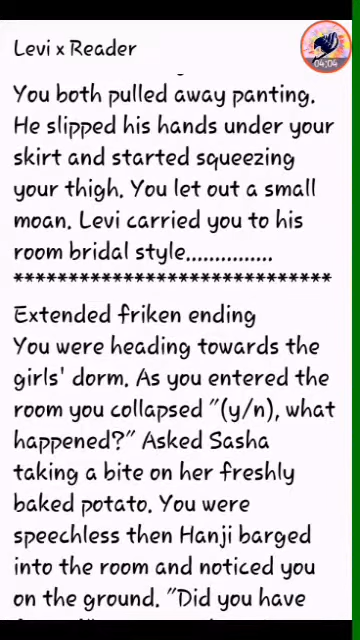 04:04
Levi x Reader
You both pulled away panting.
He slipped his hands under your
skirt and started squeezing
your thigh. You let out a small
moan. Levi carried you to his
room bridal style...............
******************************
Extended friken ending
You were heading towards the
girls' dorm. As you entered the
room you collapsed "(y/n), what
happened?" Asked Sasha
taking a bite on her freshly
baked potato. You were
speechless then Hanji barged
into the room and noticed you
on the ground. "Did you have